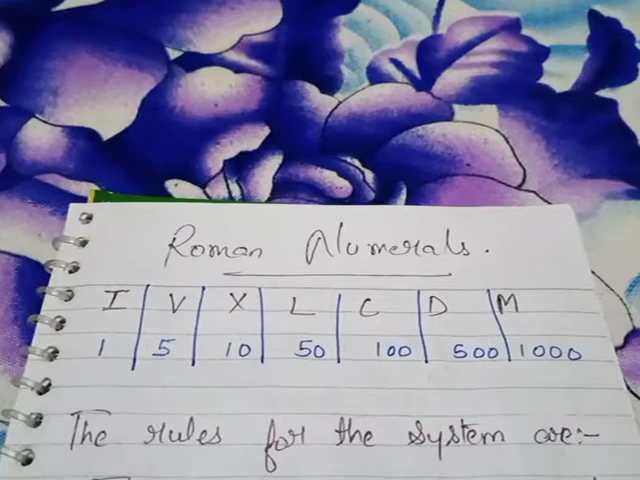 Roman Numerals.
I V X L C D M
1 5 10 50 100 500 1000
The rules for the system are:-